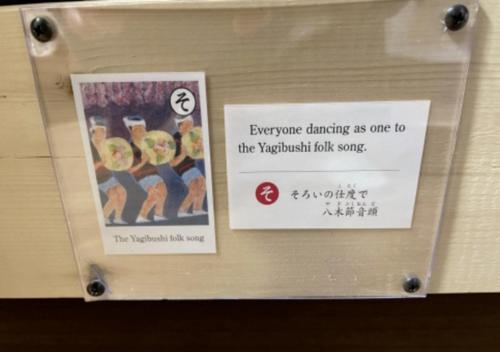 そ
The Yagibushi folk song
Everyone dancing as one to
the Yagibushi folk song.
そ
そろいの仕度で
八木節音頭